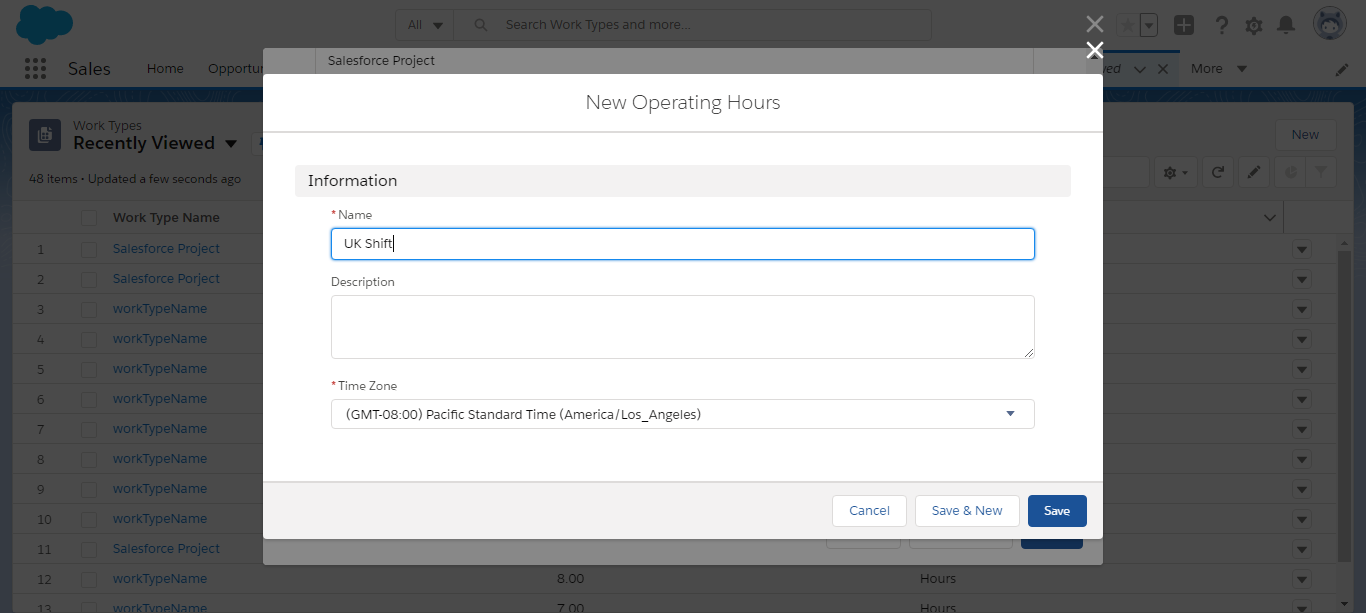 All
Search Work Types and more...
Salesforce Project
Sales
Home
More
New Operating Hours
Work Types
Recently Viewed
New
48 items • Updated a few seconds ago
Information
* Name
UK Shift
Work Type Name
1 Salesforce Project
2 Salesforce Porject
Description
3 workTypeName
4 workTypeName
5 workTypeName
* Time Zone
6 workTypeName
(GMT-08:00) Pacific Standard Time (America/Los_Angeles)
7 workTypeName
8 workTypeName
9 workTypeName
10 workTypeName
Cancel
Save & New
Save
11 Salesforce Project
12 workTypeName 8.00 Hours
13 workTypeName 7.00 Hours